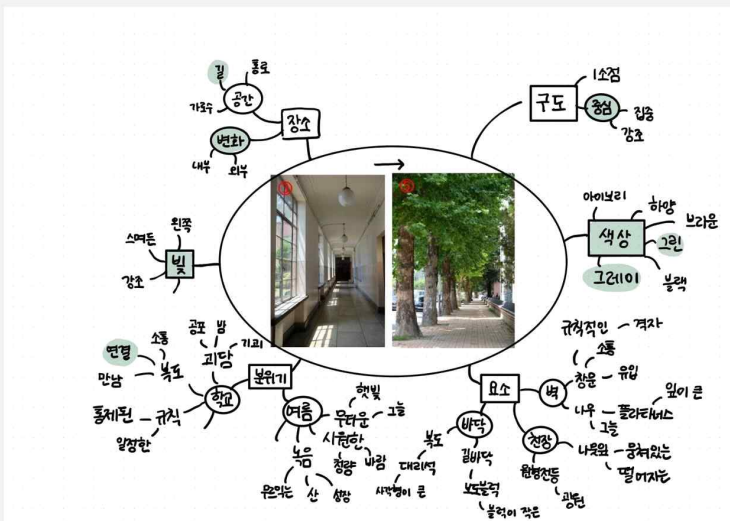 길
통로
공간
가로수
장소
변화
내부
외부
1소점
구도
중심
집중
강조
①
②
아이보리
하양
브라운
색상
그린
그레이
블랙
왼쪽
스며든
빛
강조
공포
밤
기괴
괴담
소통
연결
복도
만남
학교
분위기
통제된
규칙
일정한
여름
햇빛
무더운
그늘
시원한
바람
청량
녹음
우거지는
산
성장
요소
규칙적인
격자
소통
창문
유입
벽
나무
플라타너스
잎이 큰
그늘
바닥
복도
대리석
사각형이 큰
길바닥
보도블럭
블럭이 작은
천장
원형전등
광원
나뭇잎
뭉쳐있는
떨어지는